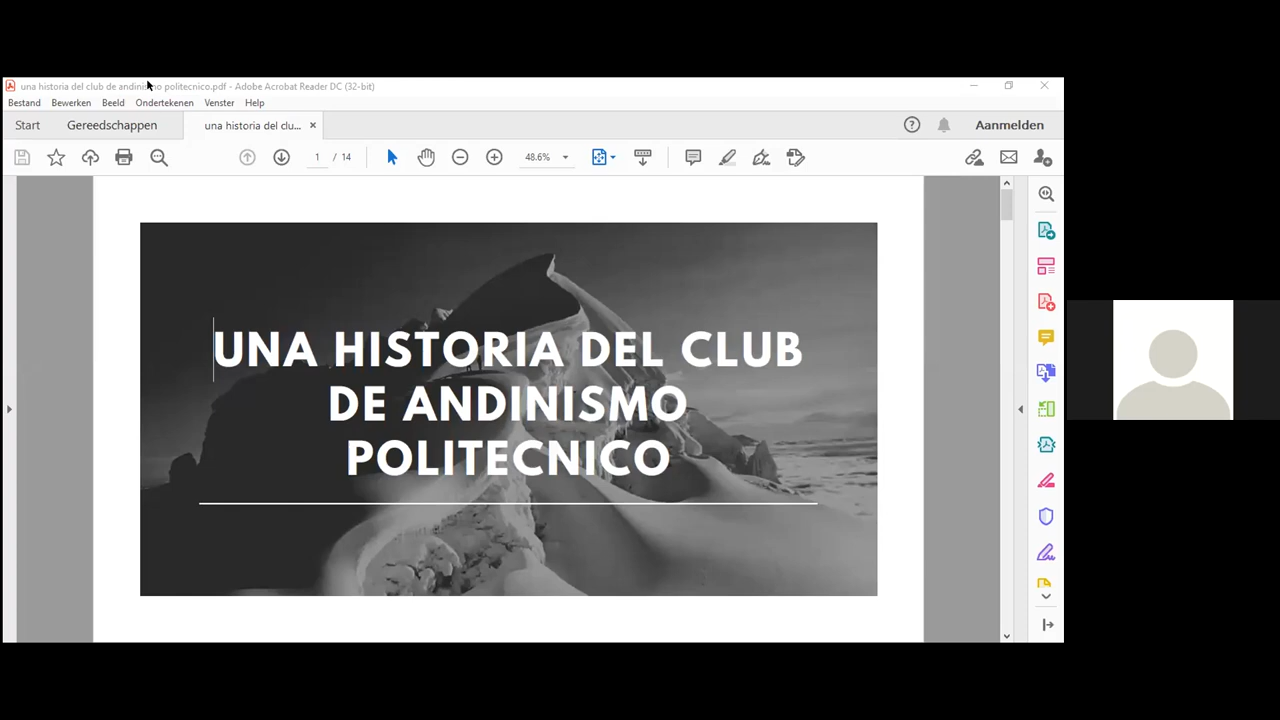 una historia del club de andinismo politecnico.pdf - Adobe Acrobat Reader DC (32-bit)
Bestand Bewerken Beeld Ondertekenen Venster Help
Start Gereedschappen una historia del clu... Aanmelden
1 / 14 48.6%
UNA HISTORIA DEL CLUB
DE ANDINISMO
POLITECNICO